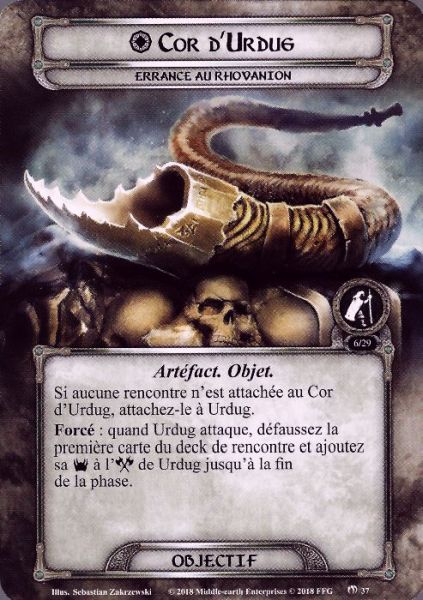 COR D'URDUG
ERRANCE AU RHOVANION
6/29
Artéfact. Objet.
Si aucune rencontre n'est attachée au Cor
d'Urdug, attachez-le à Urdug.
Forcé : quand Urdug attaque, défaussez la
première carte du deck de rencontre et ajoutez
sa à l' de Urdug jusqu'à la fin
de la phase.
OBJECTIF
Illus. Sebastian Zakrzewski © 2018 Middle-earth Enterprises © 2018 FFG 37